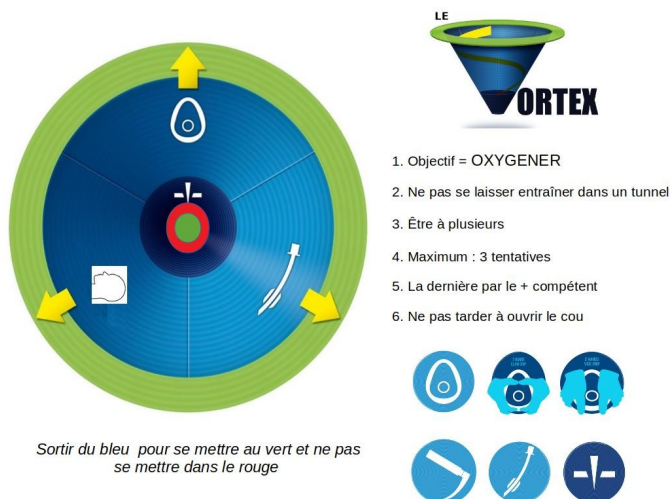 LE
VORTEX
1. Objectif = OXYGENER
2. Ne pas se laisser entraîner dans un tunnel
3. Être à plusieurs
4. Maximum : 3 tentatives
5. La dernière par le + compétent
6. Ne pas tarder à ouvrir le cou
Sortir du bleu pour se mettre au vert et ne pas
se mettre dans le rouge